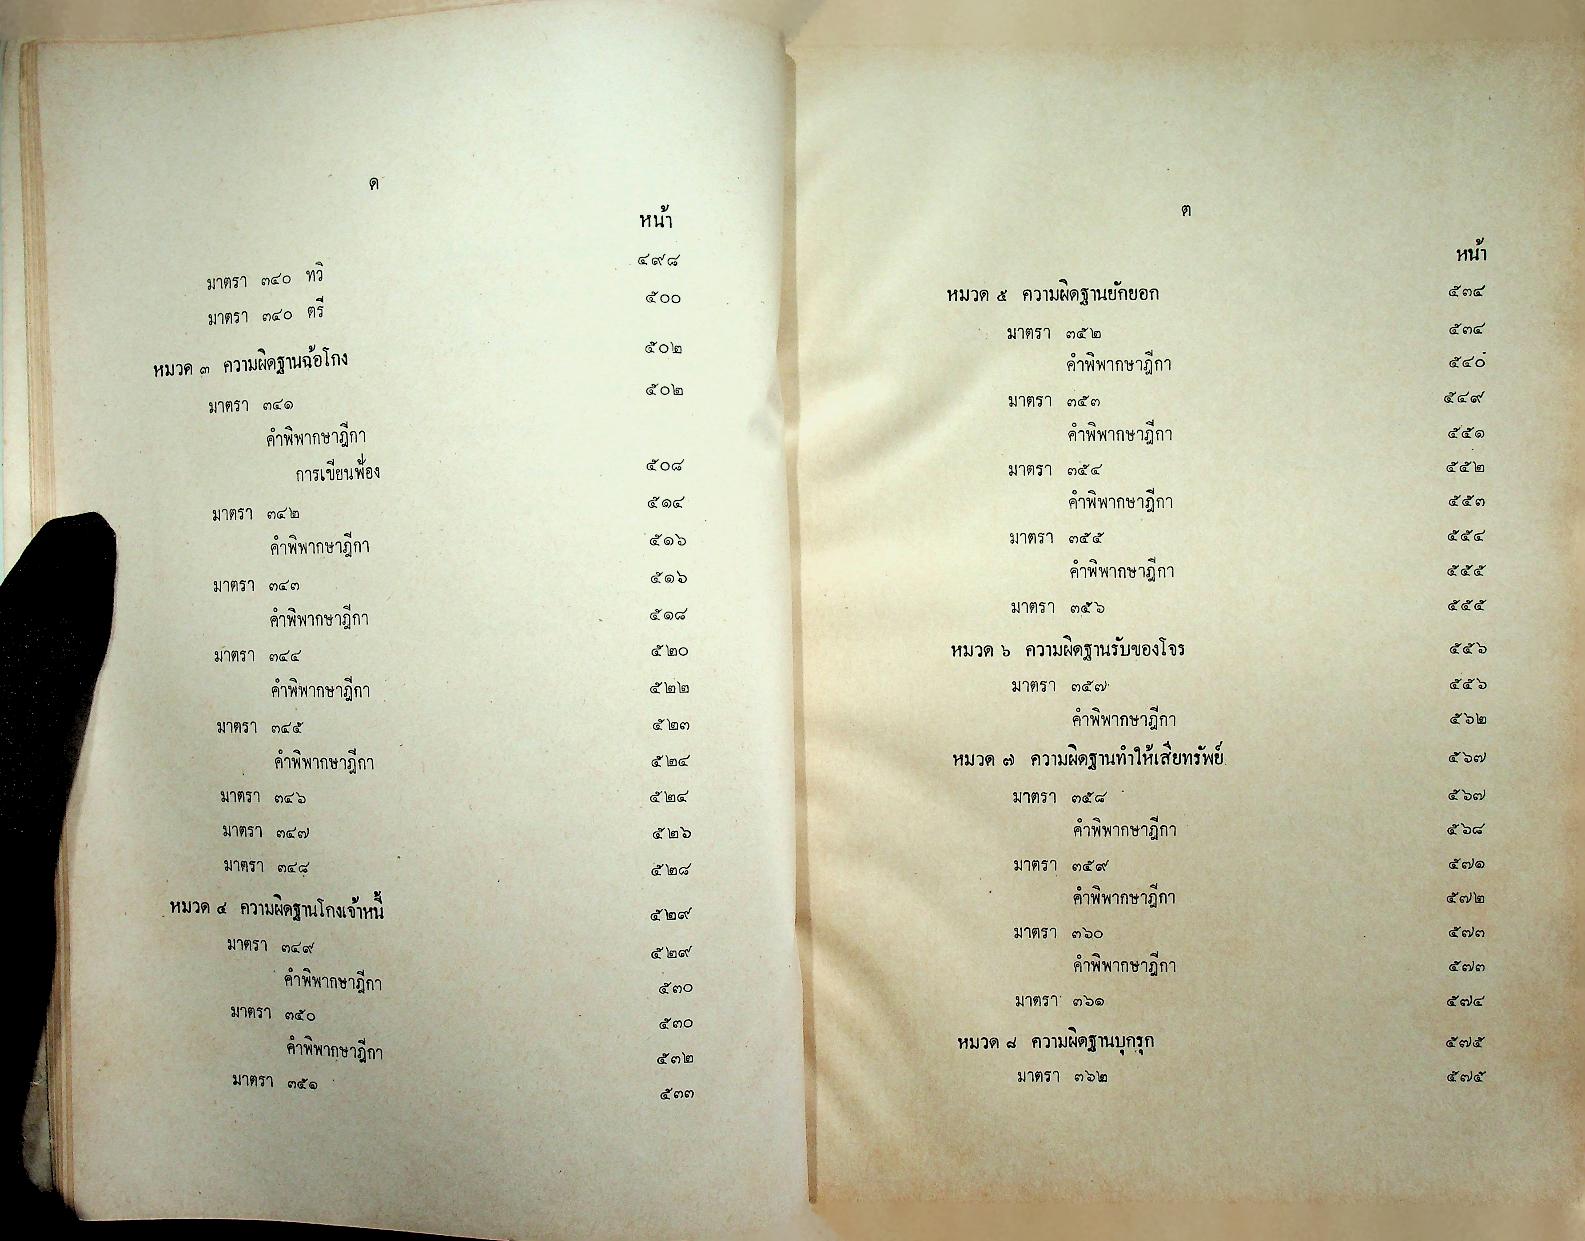 ด
หน้า
มาตรา ๓๔๐ ทวิ ๔๙๘
มาตรา ๓๔๐ ตรี ๕๐๐
หมวด ๓ ความผิดฐานฉ้อโกง ๕๐๒
มาตรา ๓๔๑ ๕๐๒
คำพิพากษาฎีกา
การเขียนฟ้อง ๕๐๘
มาตรา ๓๔๒ ๕๑๔
คำพิพากษาฎีกา ๕๑๖
มาตรา ๓๔๓ ๕๑๖
คำพิพากษาฎีกา ๕๑๘
มาตรา ๓๔๔ ๕๒๐
คำพิพากษาฎีกา ๕๒๒
มาตรา ๓๔๕ ๕๒๓
คำพิพากษาฎีกา ๕๒๔
มาตรา ๓๔๖ ๕๒๔
มาตรา ๓๔๗ ๕๒๖
มาตรา ๓๔๘ ๕๒๘
หมวด ๔ ความผิดฐานโกงเจ้าหนี้ ๕๒๙
มาตรา ๓๔๙ ๕๒๙
คำพิพากษาฎีกา ๕๓๐
มาตรา ๓๕๐ ๕๓๐
คำพิพากษาฎีกา ๕๓๒
มาตรา ๓๕๑ ๕๓๓
ต
หน้า
หมวด ๕ ความผิดฐานยักยอก ๕๓๔
มาตรา ๓๕๒ ๕๓๔
คำพิพากษาฎีกา ๕๔๐
มาตรา ๓๕๓ ๕๔๙
คำพิพากษาฎีกา ๕๕๑
มาตรา ๓๕๔ ๕๕๒
คำพิพากษาฎีกา ๕๕๓
มาตรา ๓๕๕ ๕๕๔
คำพิพากษาฎีกา ๕๕๕
มาตรา ๓๕๖ ๕๕๕
หมวด ๖ ความผิดฐานรับของโจร ๕๕๖
มาตรา ๓๕๗ ๕๕๖
คำพิพากษาฎีกา ๕๖๒
หมวด ๗ ความผิดฐานทำให้เสียทรัพย์ ๕๖๗
มาตรา ๓๕๘ ๕๖๗
คำพิพากษาฎีกา ๕๖๘
มาตรา ๓๕๙ ๕๗๑
คำพิพากษาฎีกา ๕๗๒
มาตรา ๓๖๐ ๕๗๓
คำพิพากษาฎีกา ๕๗๓
มาตรา ๓๖๑ ๕๗๔
หมวด ๘ ความผิดฐานบุกรุก ๕๗๕
มาตรา ๓๖๒ ๕๗๕